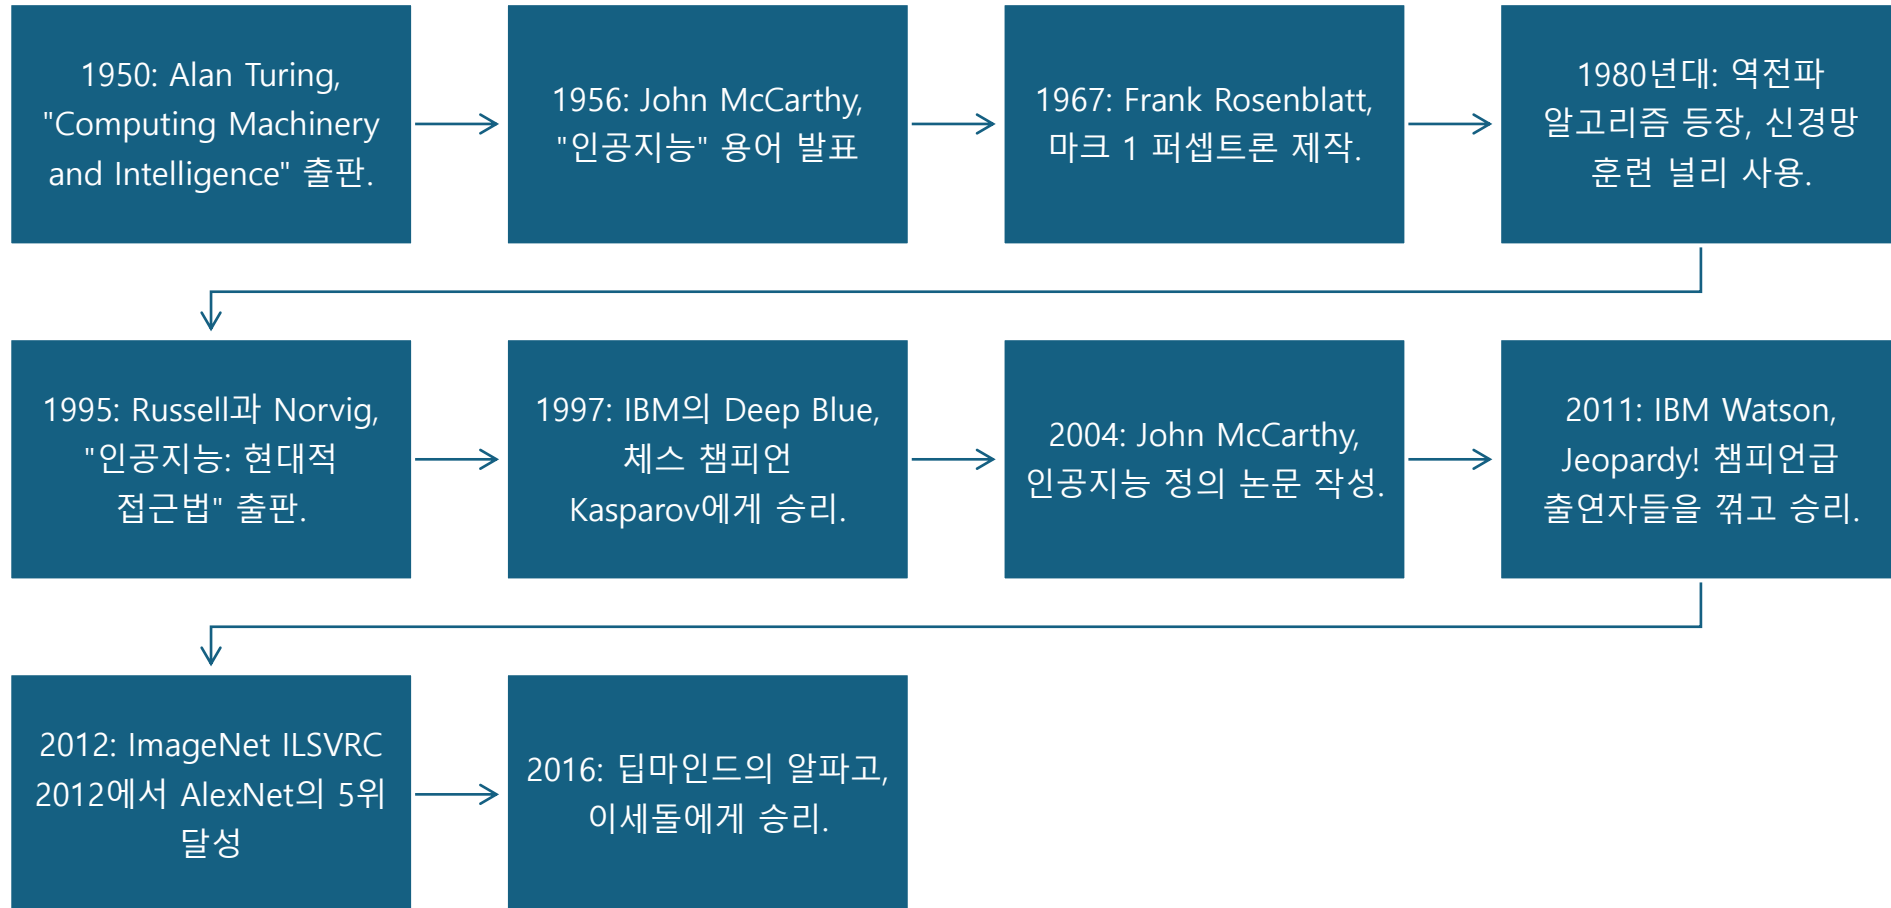 1950: Alan Turing,
"Computing Machinery
and Intelligence" 출판.
1956: John McCarthy,
"인공지능" 용어 발표
1967: Frank Rosenblatt,
마크 1 퍼셉트론 제작.
1980년대: 역전파
알고리즘 등장, 신경망
훈련 널리 사용.
1995: Russell과 Norvig,
"인공지능: 현대적
접근법" 출판.
1997: IBM의 Deep Blue,
체스 챔피언
Kasparov에게 승리.
2004: John McCarthy,
인공지능 정의 논문 작성.
2011: IBM Watson,
Jeopardy! 챔피언급
출연자들을 꺾고 승리.
2012: ImageNet ILSVRC
2012에서 AlexNet의 5위
달성
2016: 딥마인드의 알파고,
이세돌에게 승리.